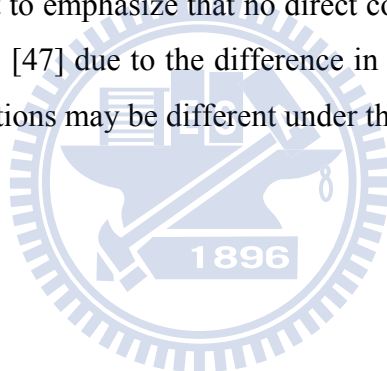 t to emphasize that no direct co
[47] due to the difference in
tions may be different under th
1896